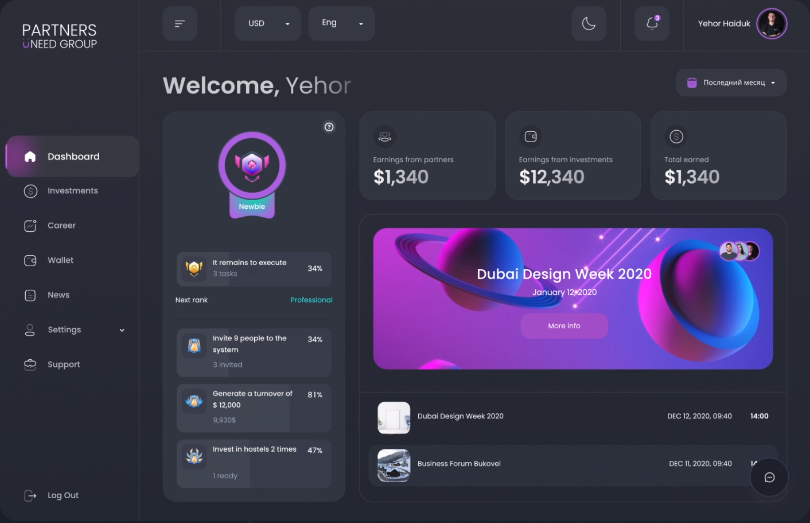 PARTNERS
UNEED GROUP
USD
Eng
3
Yehor Haiduk
Welcome, Yehor
Последний месяц
Dashboard
Investments
Career
Wallet
News
Settings
Support
Log Out
?
Newbie
It remains to execute
3 tasks
34%
Next rank
Professional
Invite 9 people to the
system
34%
3 invited
Generate a turnover of
$ 12,000
81%
9,930$
Invest in hostels 2 times
47%
1 ready
Earnings from partners
$1,340
Earnings from investments
$12,340
Total earned
$1,340
Dubai Design Week 2020
January 12, 2020
More info
Dubai Design Week 2020
DEC 12, 2020, 09:40
14:00
Business Forum Bukovel
DEC 11, 2020, 09:40